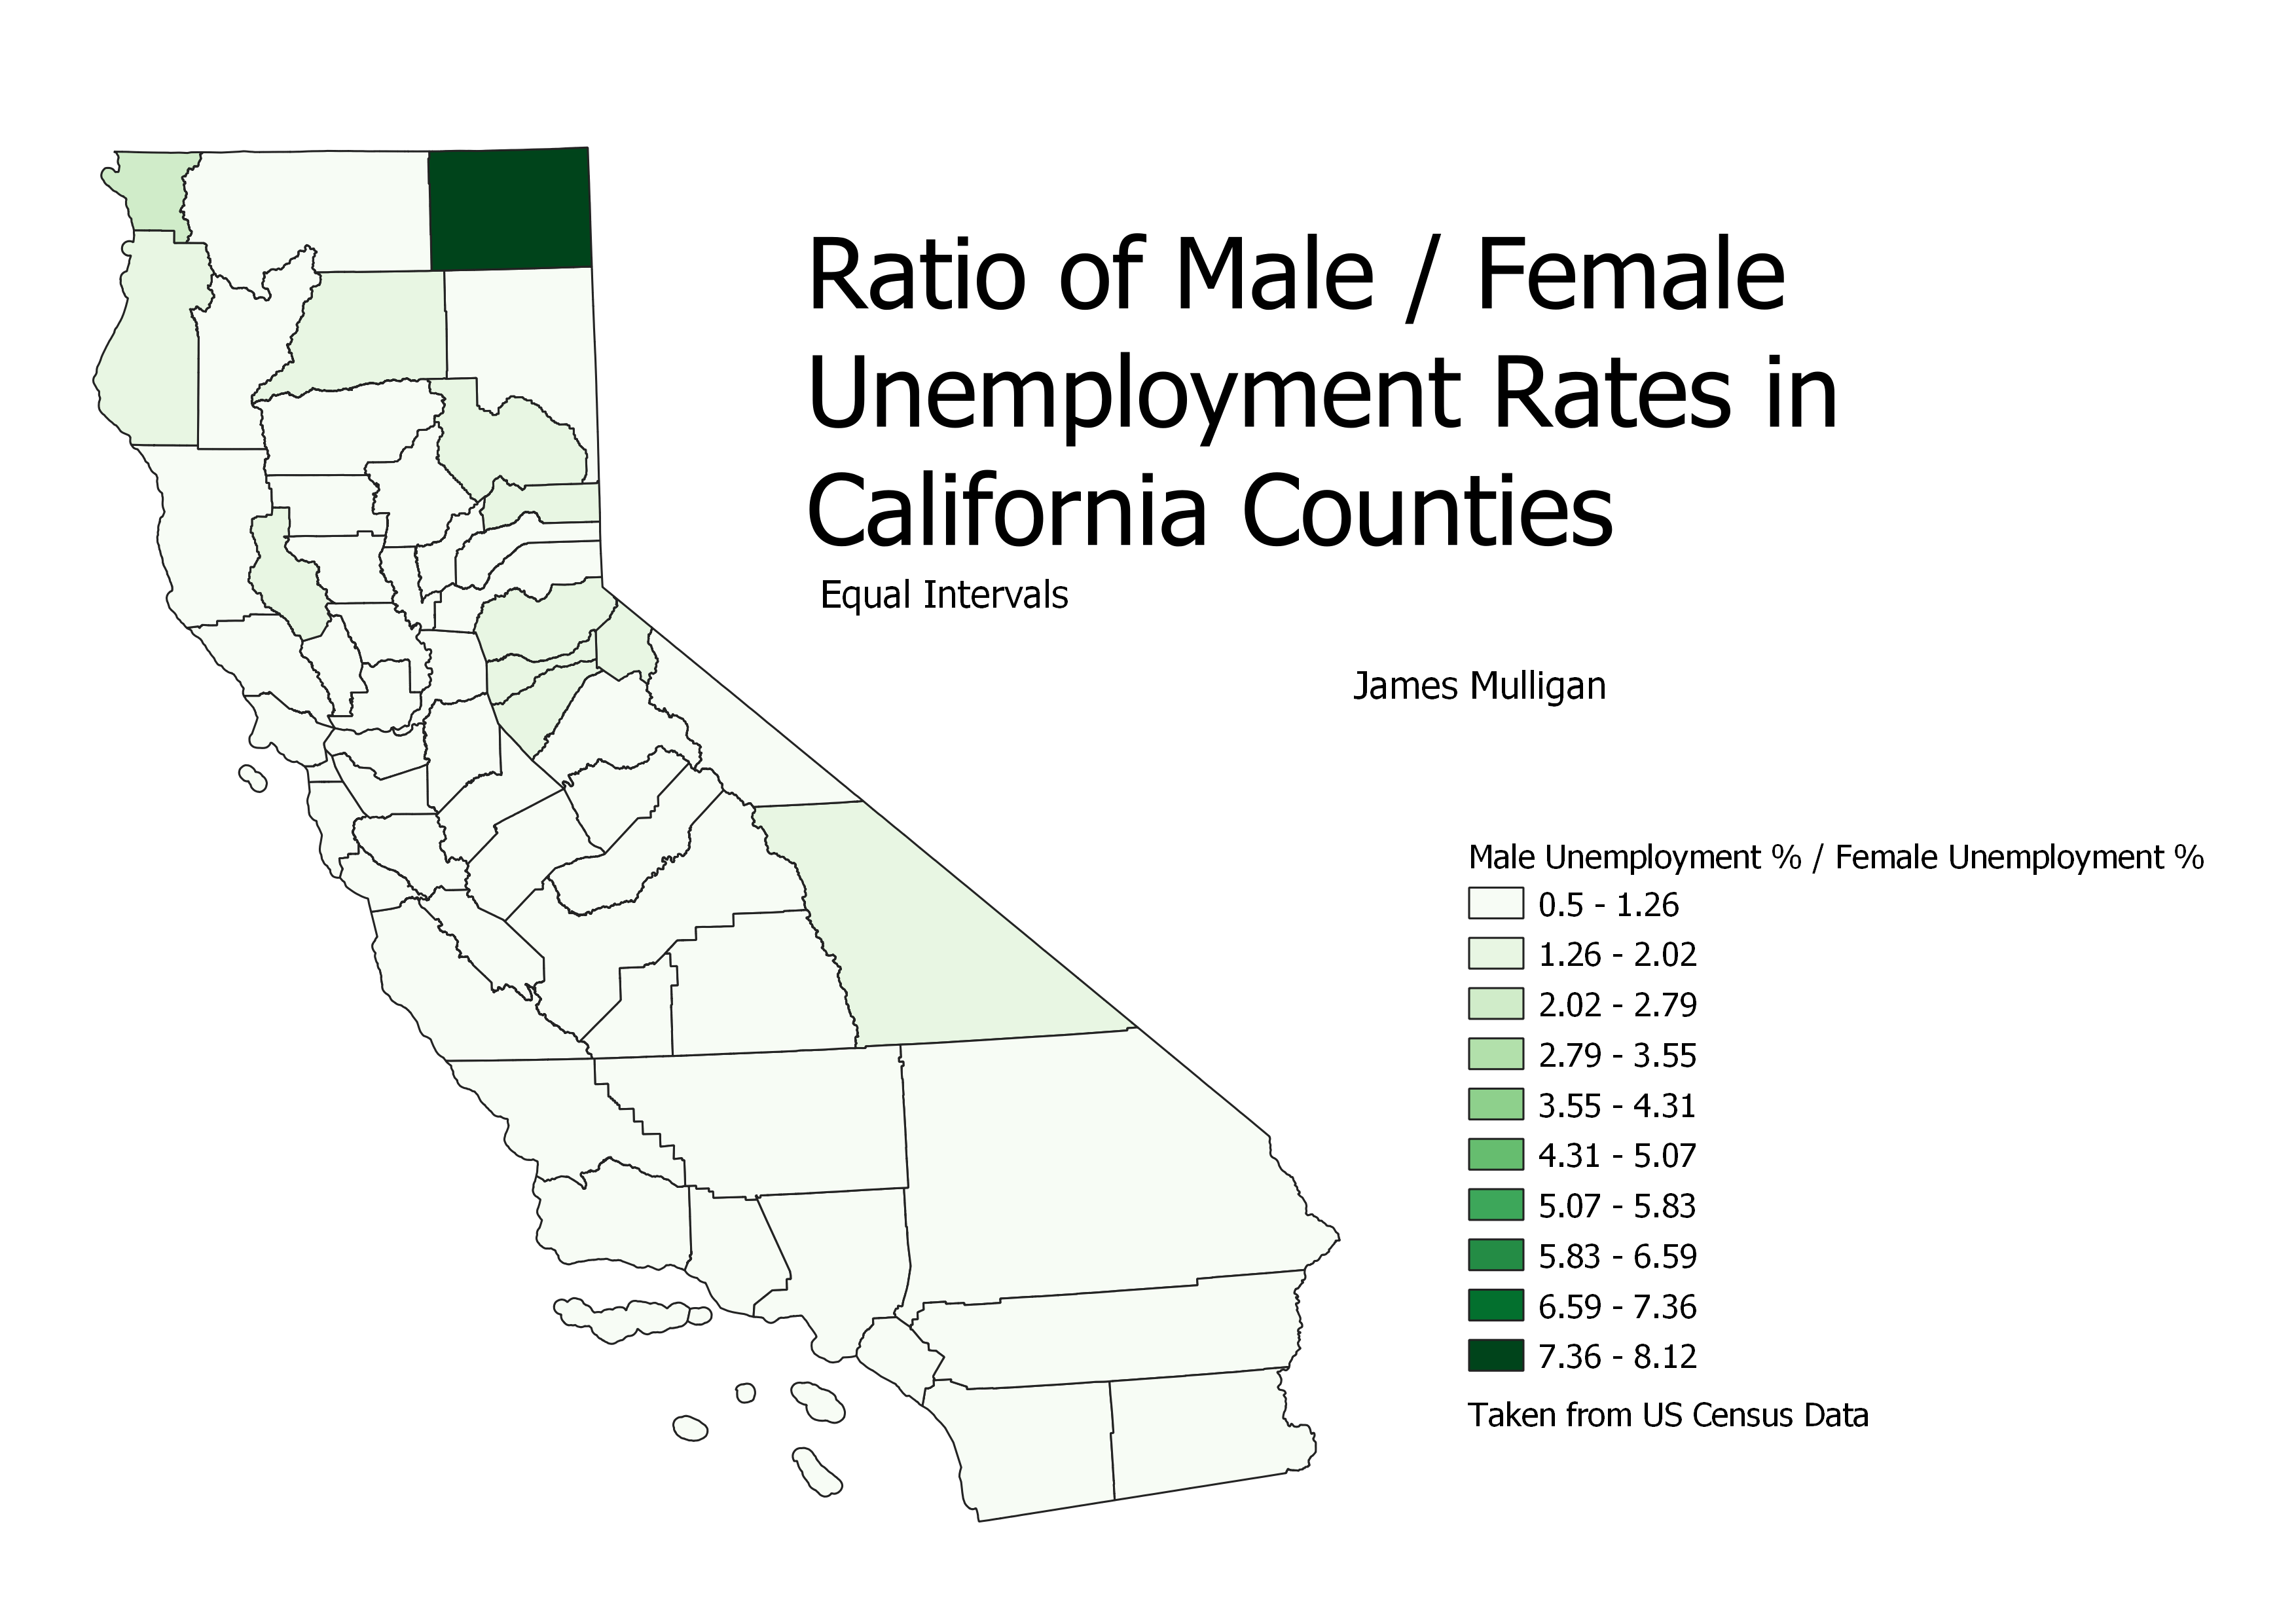 Ratio of Male / Female
Unemployment Rates in
California Counties
Equal Intervals
James Mulligan
Male Unemployment % / Female Unemployment %
0.5 - 1.26
1.26 - 2.02
2.02 - 2.79
2.79 - 3.55
3.55 - 4.31
4.31 - 5.07
5.07 - 5.83
5.83 - 6.59
6.59 - 7.36
7.36 - 8.12
Taken from US Census Data